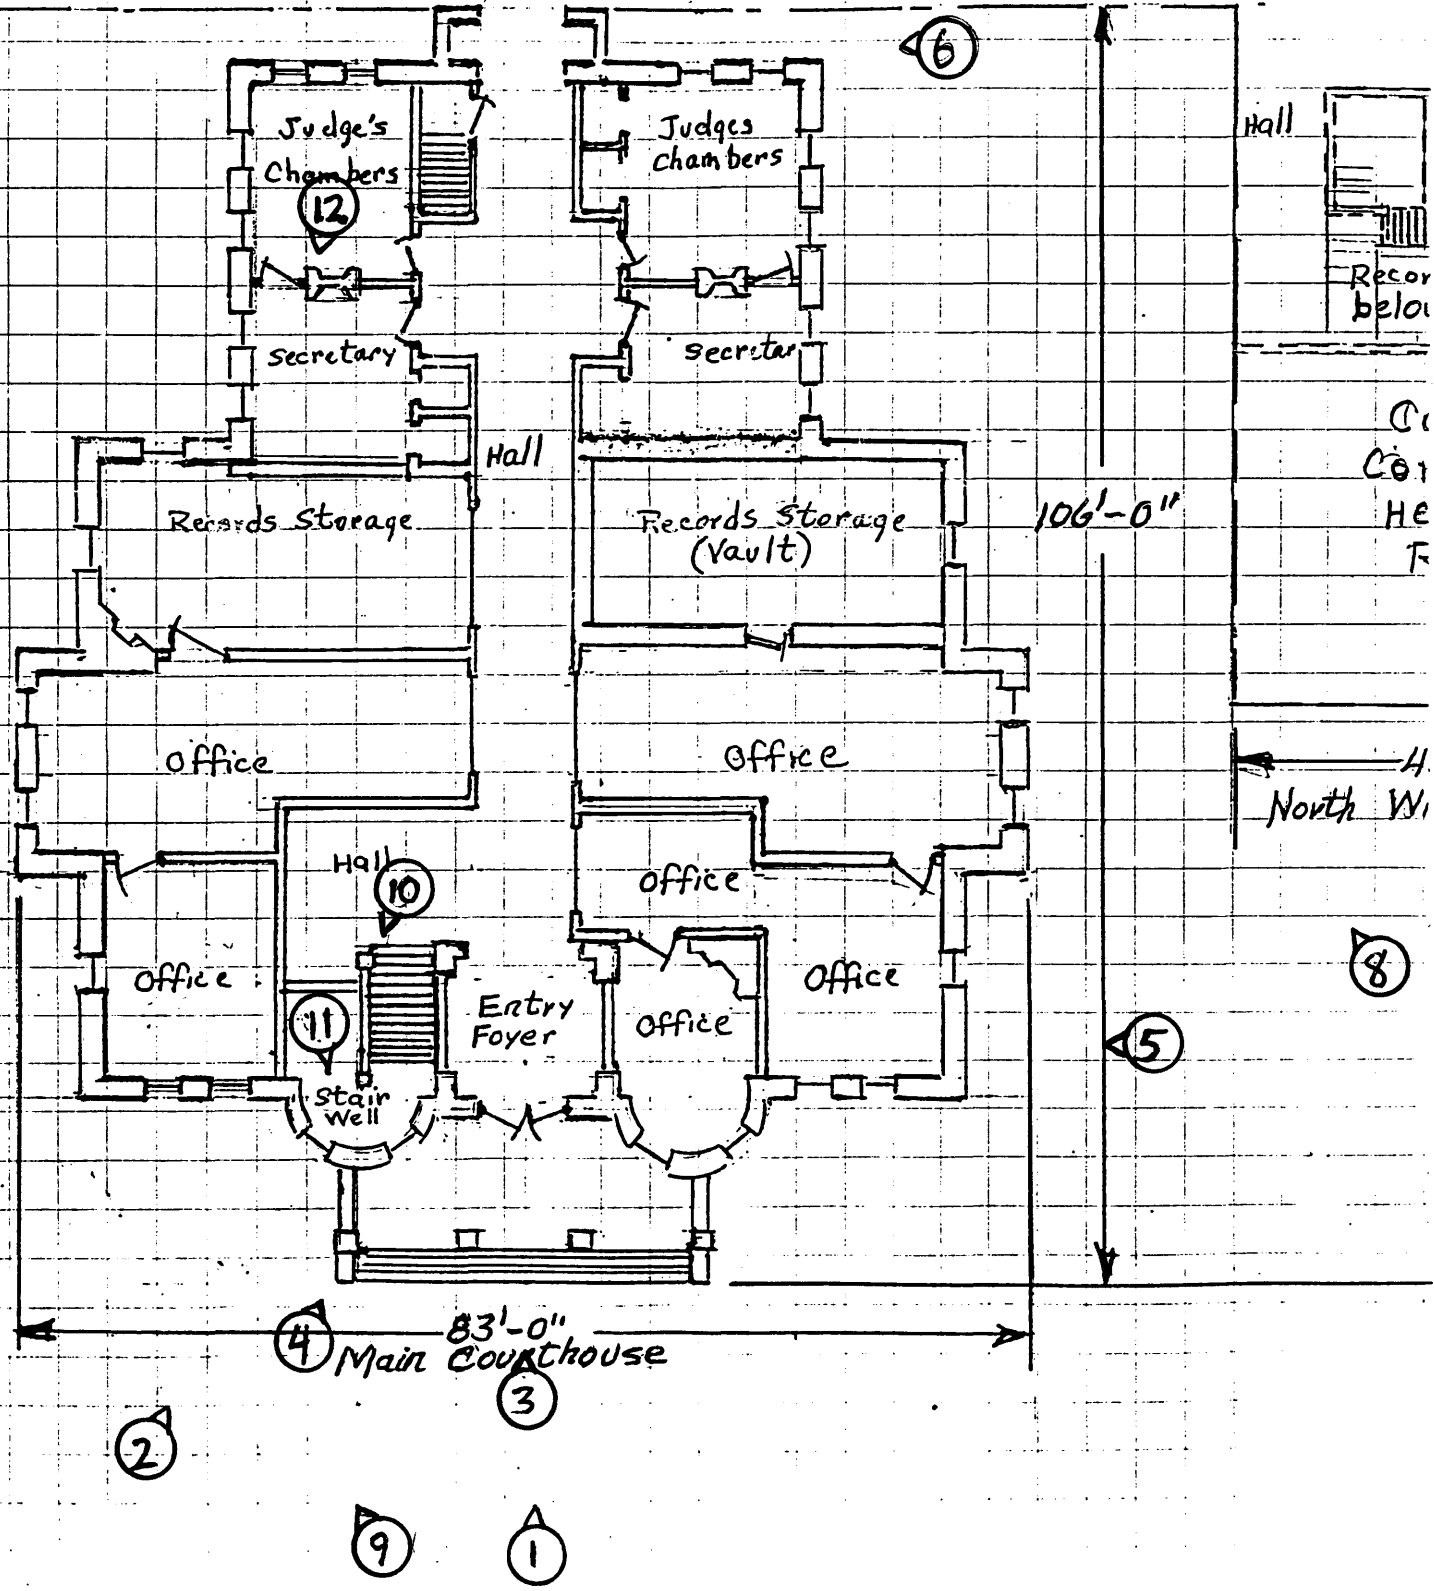 6
Judge's
Chambers
12
Judges
chambers
Hall
secretary
secretar
Hall
Records Storage
Records Storage
(Vault)
106'-0"
below
North
Office
Office
Hall
10
Office
Office
Office
11
Entry
Foyer
Office
Stair
Well
8
5
83'-0"
4
Main Courthouse
3
2
9
1